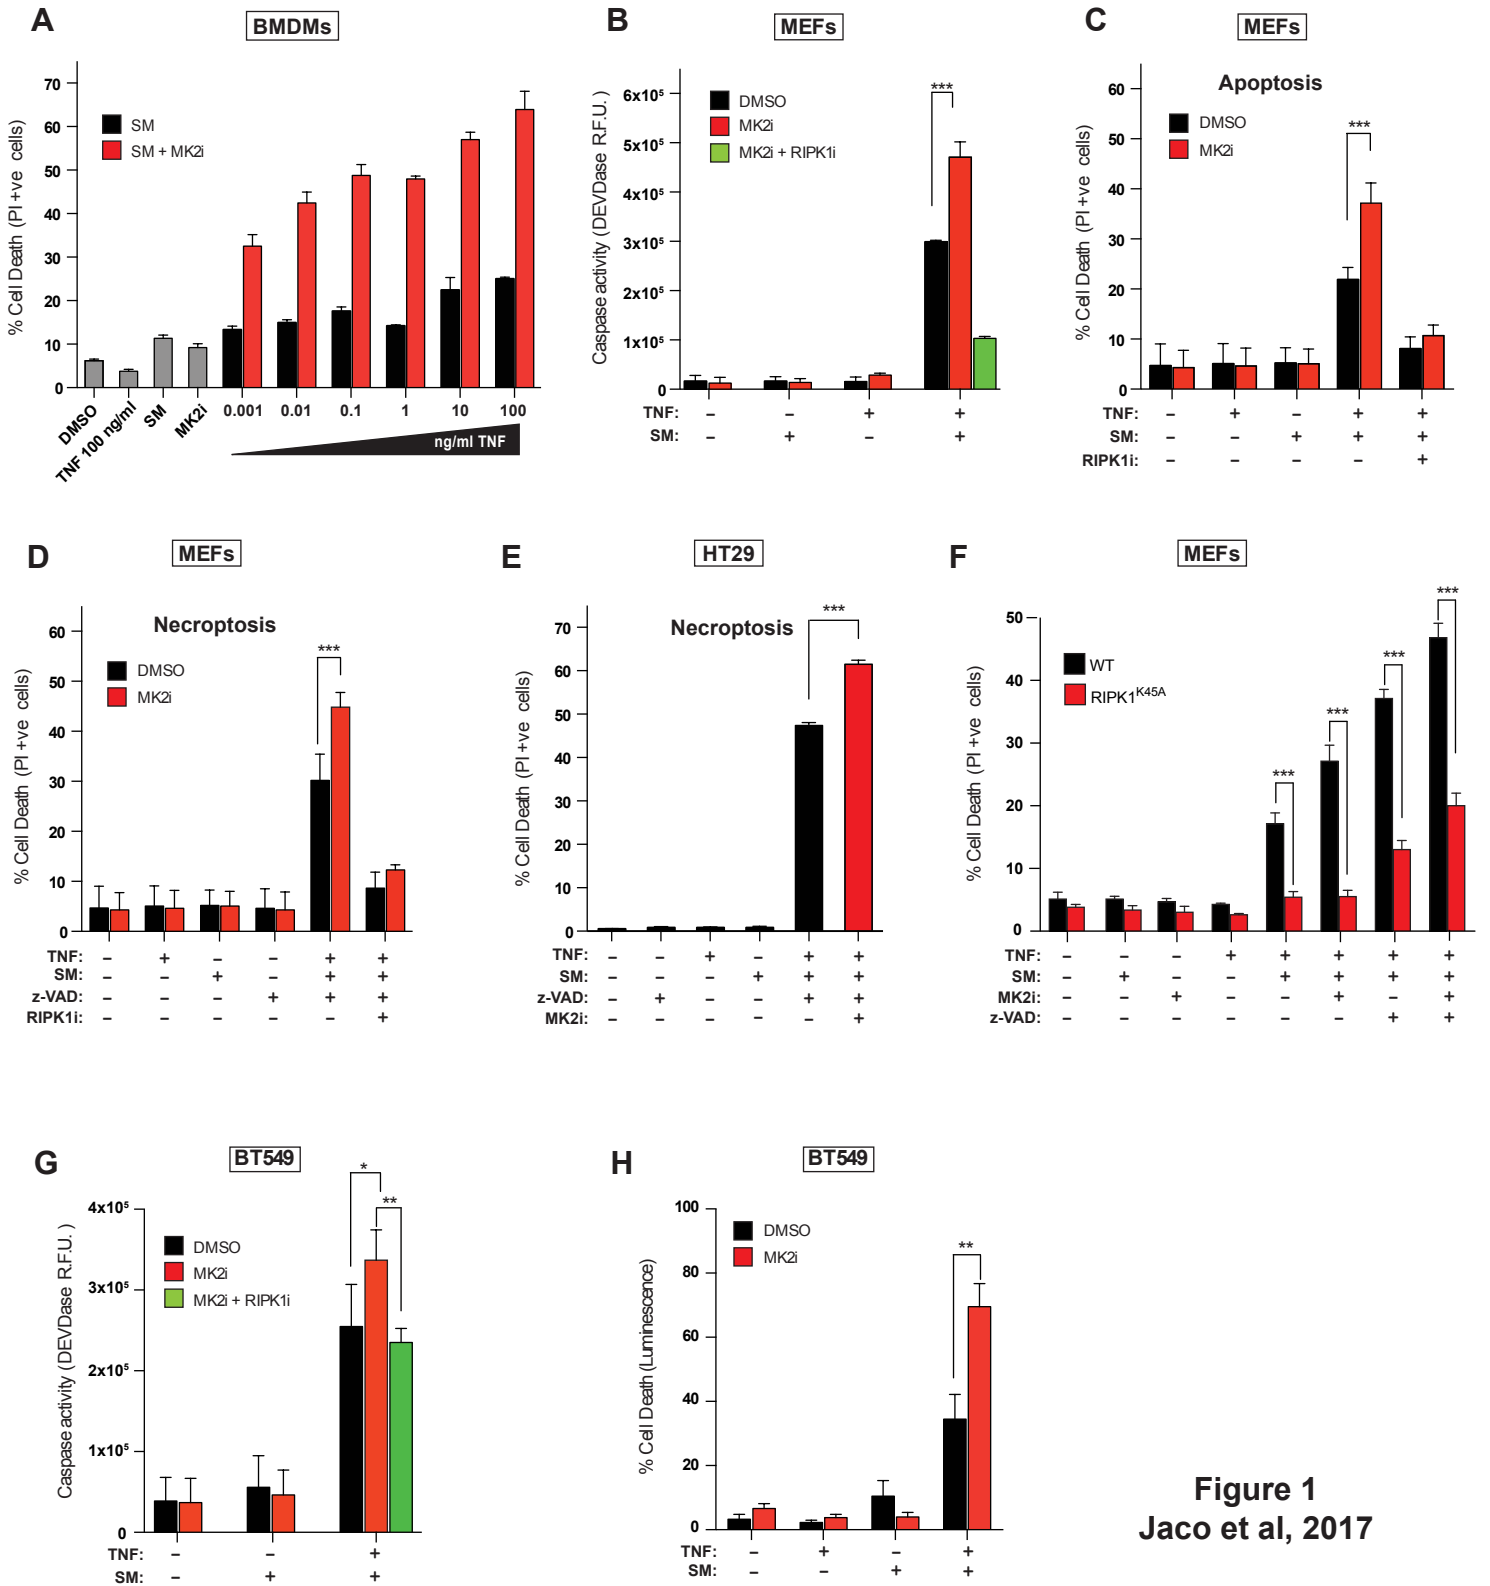 A
BMDMs
% Cell Death (PI +ve cells)
70
60
50
40
30
20
10
0
SM
SM + MK2i
DMSO
TNF 100 ng/ml
SM
MK2i
0.001 0.01 0.1 1 10 100
ng/ml TNF
B
MEFs
Caspase activity (DEVDase R.F.U. )
6x10⁵
5x10⁵
4x10⁵
3x10⁵
2x10⁵
1x10⁵
0
DMSO
MK2i
MK2i + RIPK1i
***
TNF: – – + +
SM: – + – +
C
MEFs
Apoptosis
% Cell Death (PI +ve cells)
60
50
40
30
20
10
0
DMSO
MK2i
***
TNF: – + – + +
SM: – – + + +
RIPK1i: – – – – +
D
MEFs
Necroptosis
% Cell Death (PI +ve cells)
60
50
40
30
20
10
0
DMSO
MK2i
***
TNF: – + – – + +
SM: – – + – + +
z-VAD: – – – + + +
RIPK1i: – – – – – +
E
HT29
Necroptosis
% Cell Death (PI +ve cells)
70
60
50
40
30
20
10
0
***
TNF: – – + – + +
SM: – – – + + +
z-VAD: – + – – + +
MK2i: – – – – – +
F
MEFs
% Cell Death (PI +ve cells)
50
40
30
20
10
0
WT
RIPK1ᴷ⁴⁵ᴬ
***
***
***
***
TNF: – – – + + + + +
SM: – + – – + + + +
MK2i: – – + – – + – +
z-VAD: – – – – – – + +
G
BT549
Caspase activity (DEVDase R.F.U. )
4x10⁵
3x10⁵
2x10⁵
1x10⁵
0
DMSO
MK2i
MK2i + RIPK1i
*
**
TNF: – – +
SM: – + +
H
BT549
% Cell Death (Luminescence)
100
80
60
40
20
0
DMSO
MK2i
**
TNF: – + – +
SM: – – + +
Figure 1
Jaco et al, 2017